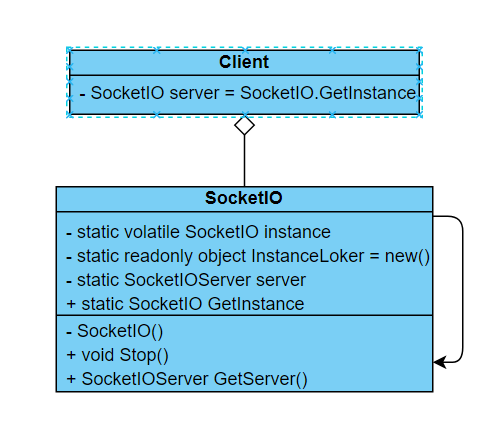 Client
- SocketIO server = SocketIO.GetInstance
SocketIO
- static volatile SocketIO instance
- static readonly object InstanceLoker = new()
- static SocketIOServer server
+ static SocketIO GetInstance
- SocketIO()
+ void Stop()
+ SocketIOServer GetServer()